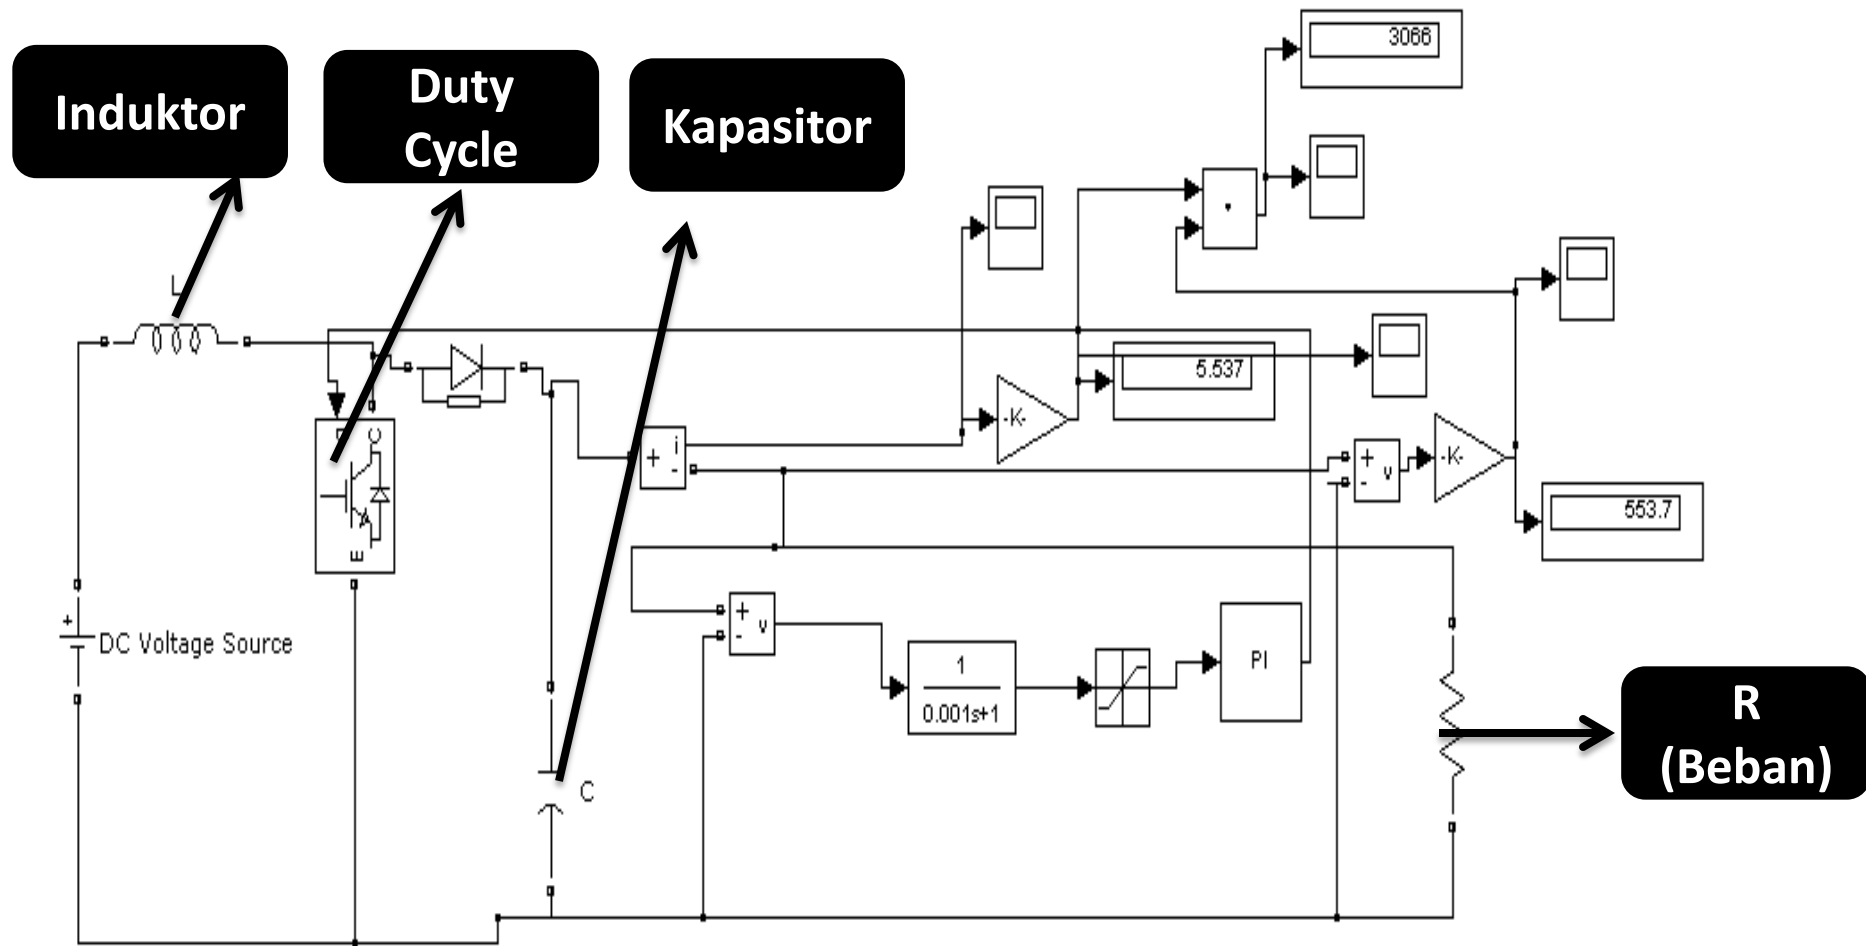 Induktor
Duty
Cycle
Kapasitor
3066
L
5.537
-K-
i
+
-
g
C
E
+
v
-
-K-
553.7
+
DC Voltage Source
+
v
-
1
0.001s+1
PI
C
R
(Beban)